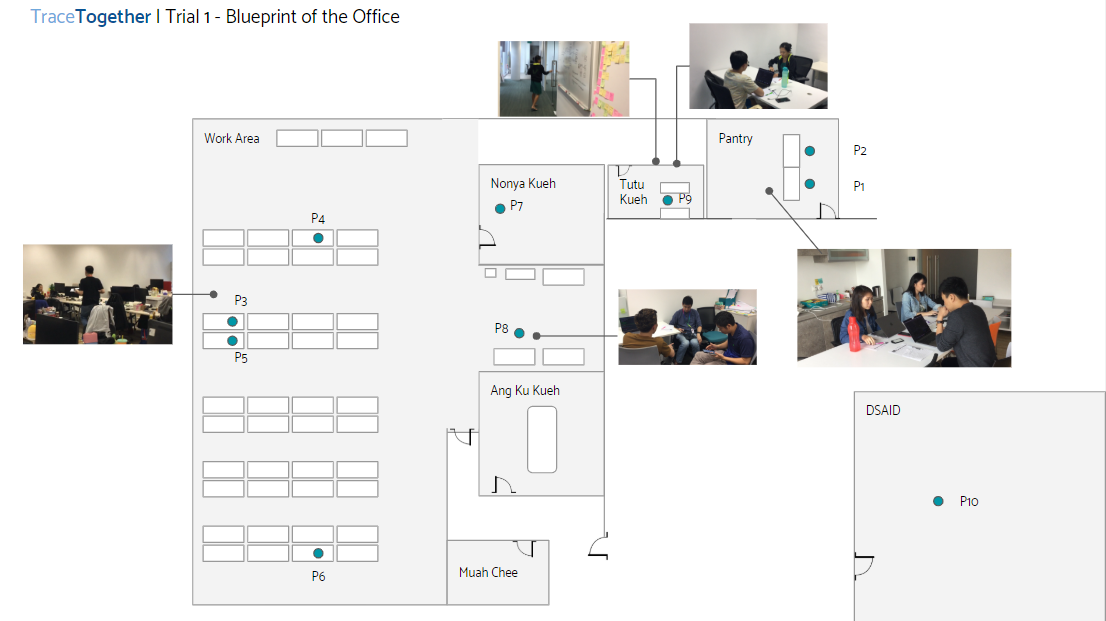 TraceTogether | Trial 1 - Blueprint of the Office
Work Area
Pantry
P2
P1
Nonya Kueh
P7
Tutu
Kueh
P9
P4
P3
P5
P8
Ang Ku Kueh
DSAID
P10
Muah Chee
P6